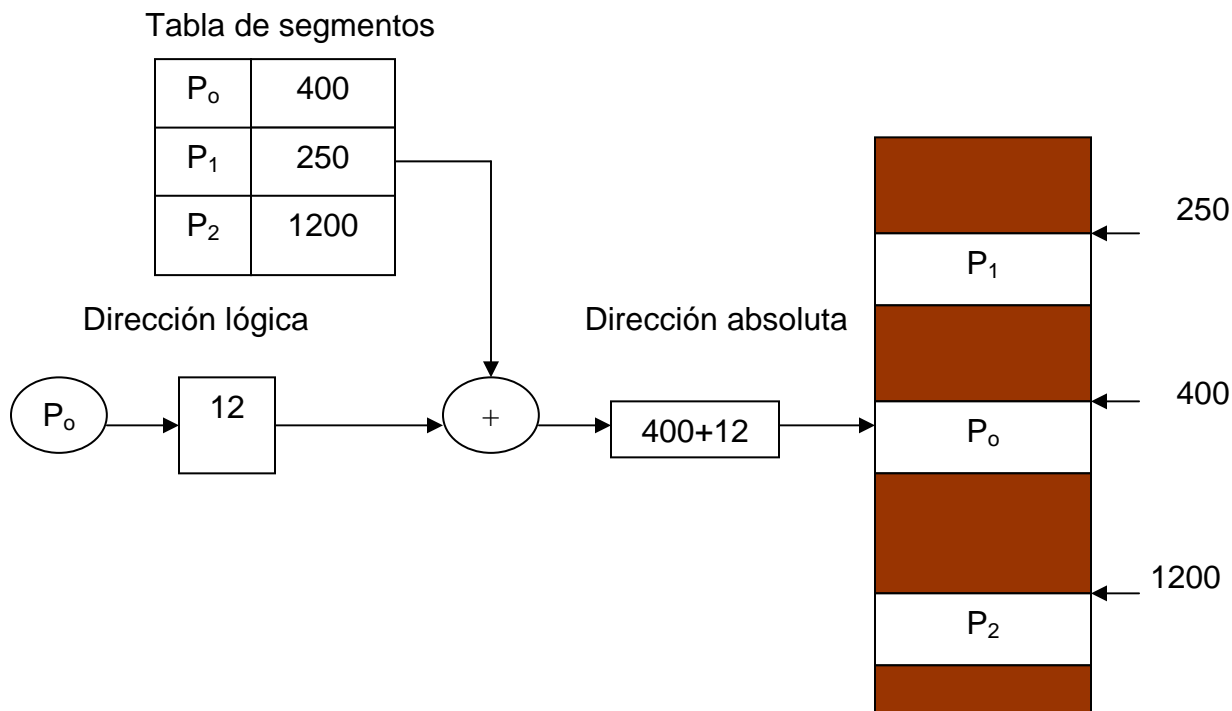 Tabla de segmentos
Po 400
P1 250
P2 1200
Dirección lógica
Dirección absoluta
Po
12
+
400+12
250
P1
400
Po
1200
P2